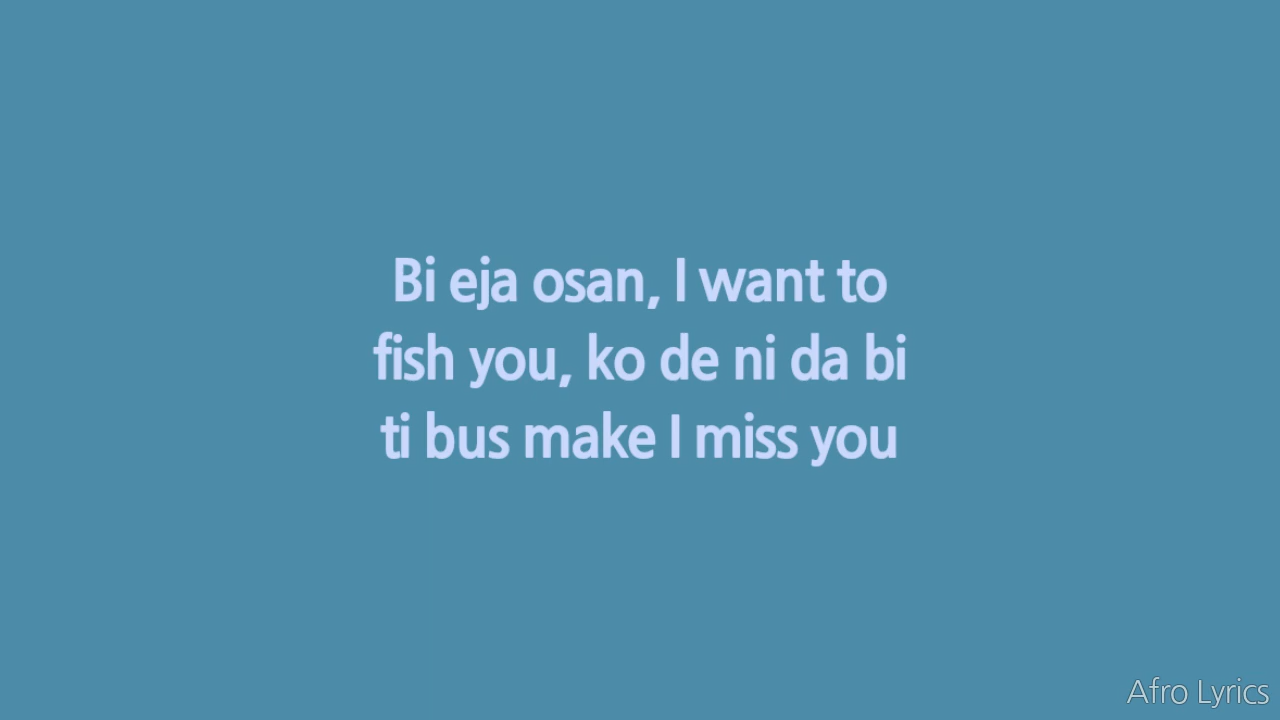 Bi eja osan, I want to
fish you, ko de ni da bi
ti bus make I miss you
Afro Lyrics